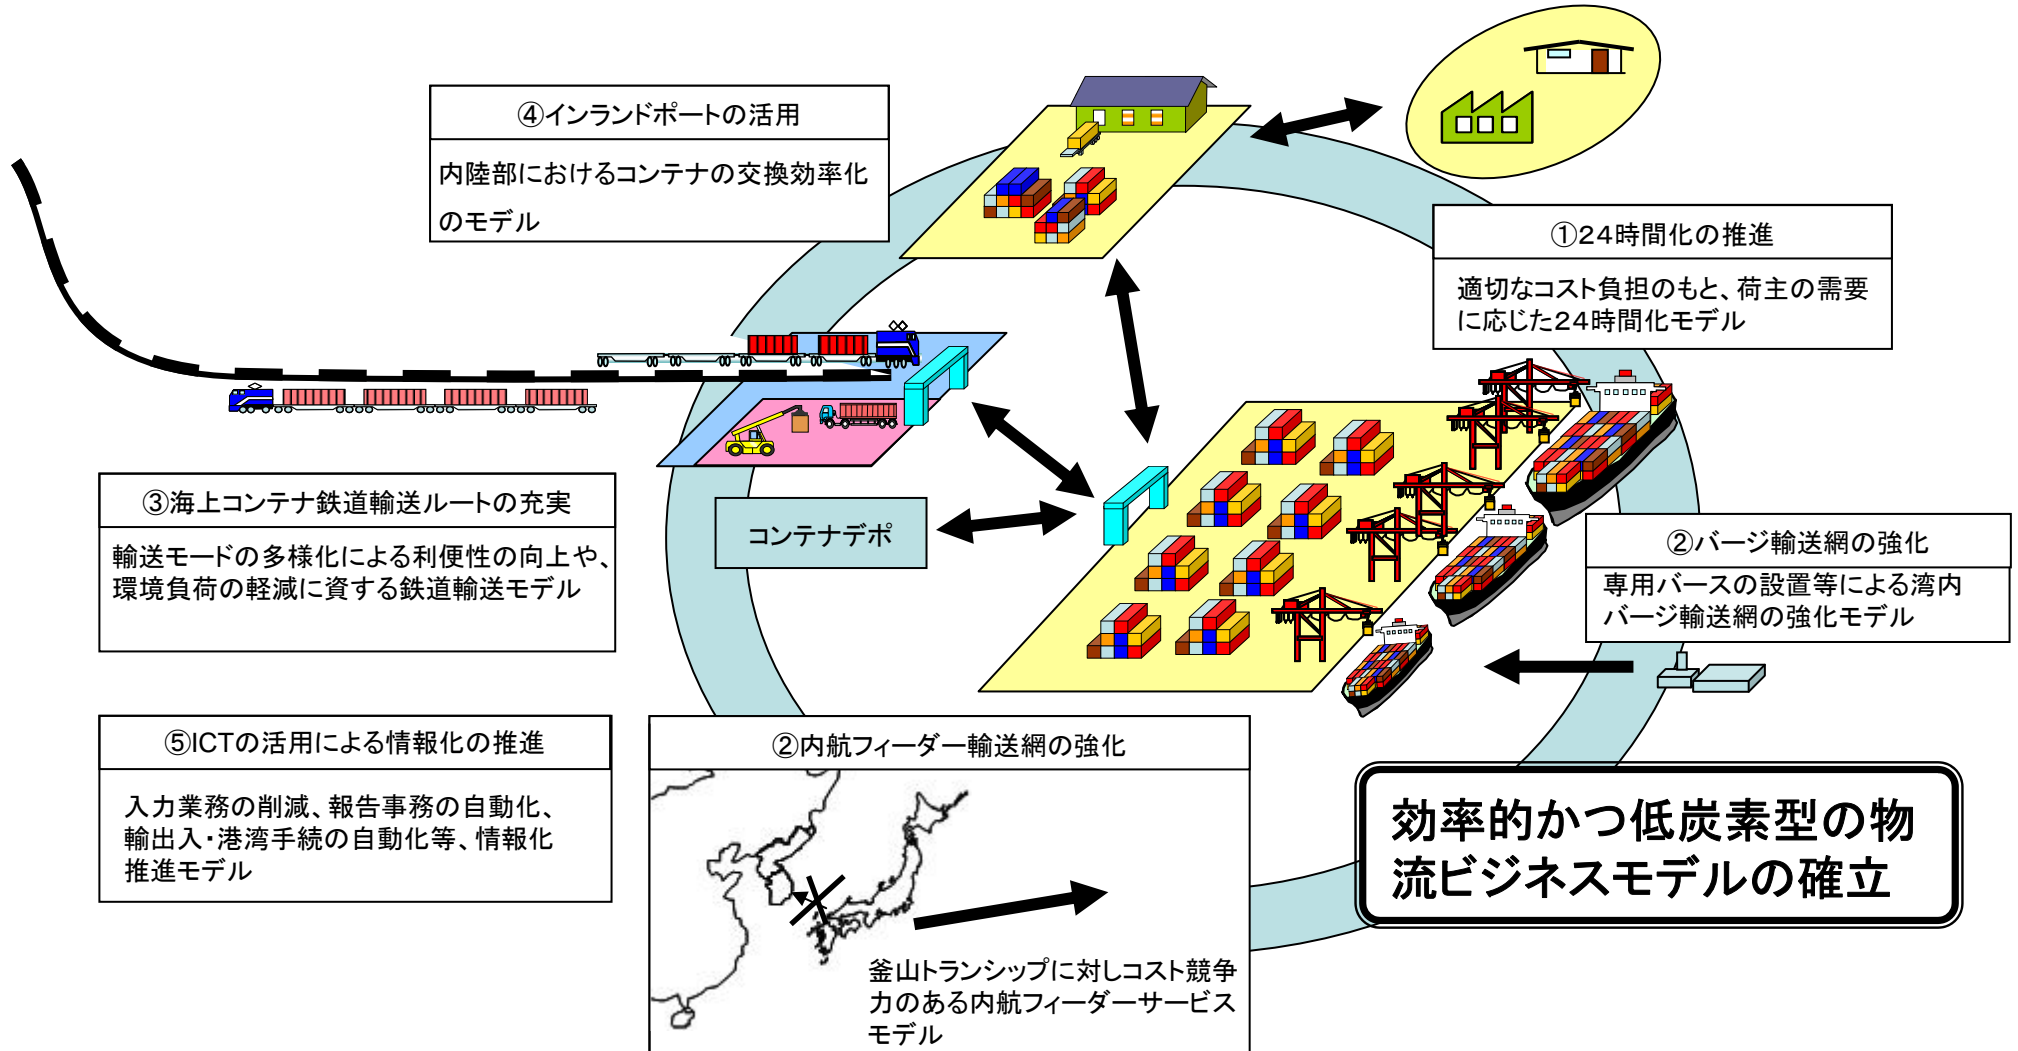 ④インランドポートの活用
内陸部におけるコンテナの交換効率化
のモデル
①24時間化の推進
適切なコスト負担のもと、荷主の需要
に応じた24時間化モデル
③海上コンテナ鉄道輸送ルートの充実
輸送モードの多様化による利便性の向上や、
環境負荷の軽減に資する鉄道輸送モデル
コンテナデポ
②バージ輸送網の強化
専用バースの設置等による湾内
バージ輸送網の強化モデル
⑤ICTの活用による情報化の推進
入力業務の削減、報告事務の自動化、
輸出入・港湾手続の自動化等、情報化
推進モデル
②内航フィーダー輸送網の強化
釜山トランシップに対しコスト競争
力のある内航フィーダーサービス
モデル
効率的かつ低炭素型の物
流ビジネスモデルの確立